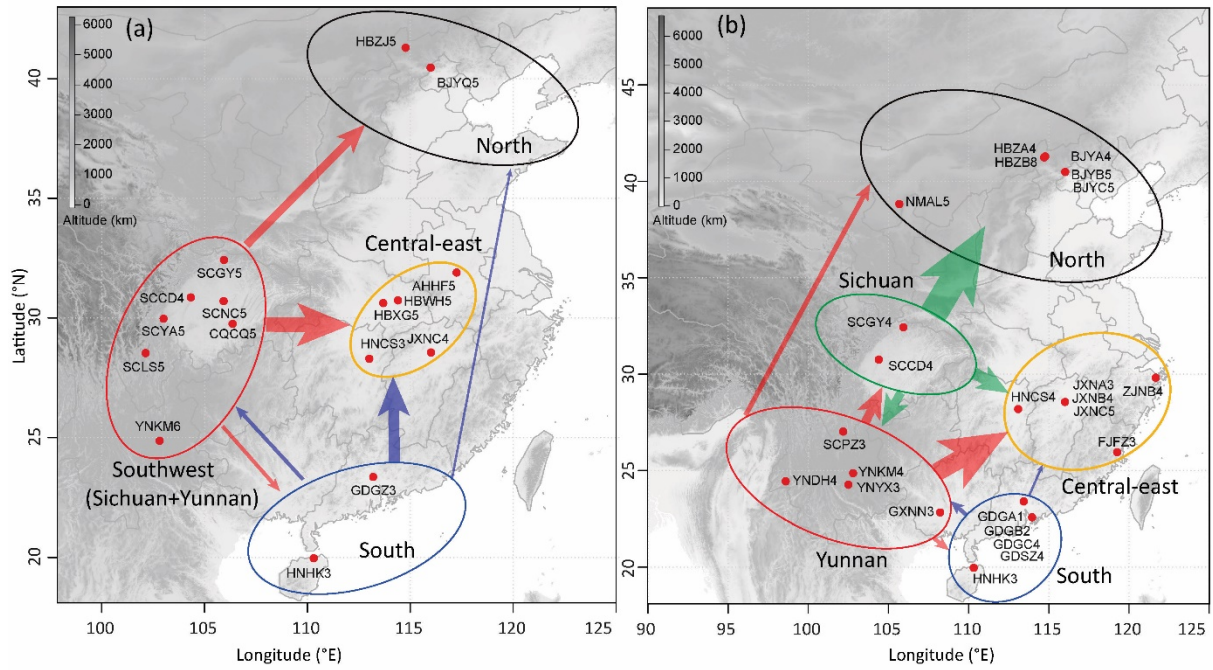 (a)
6000
5000
4000
3000
2000
1000
0
Altitude (km)
HBZJ5
BJYQ5
North
Central-east
AHHF5
HBWH5
HBXG5
HNCS3
JXNC4
SCGY5
SCCD4
SCNC5
SCYA5
CQCQ5
SCLS5
YNKM6
Southwest
(Sichuan+Yunnan)
GDGZ3
South
HNHK3
40
35
30
25
20
Latitude (°N)
100 105 110 115 120 125
Longitude (°E)
(b)
6000
5000
4000
3000
2000
1000
0
Altitude (km)
HBZA4
HBZB8
BJYA4
BJYB5
BJYC5
NMAL5
North
Sichuan
SCGY4
SCCD4
HNCS4
JXNA3
JXNB4
JXNC5
ZJNB4
FJFZ3
Central-east
SCPZ3
YNDH4
YNKM4
YNYX3
GXNN3
Yunnan
GDGA1
GDGB2
GDGC4
GDSZ4
HNHK3
South
45
40
35
30
25
20
90 95 100 105 110 115 120 125
Longitude (°E)